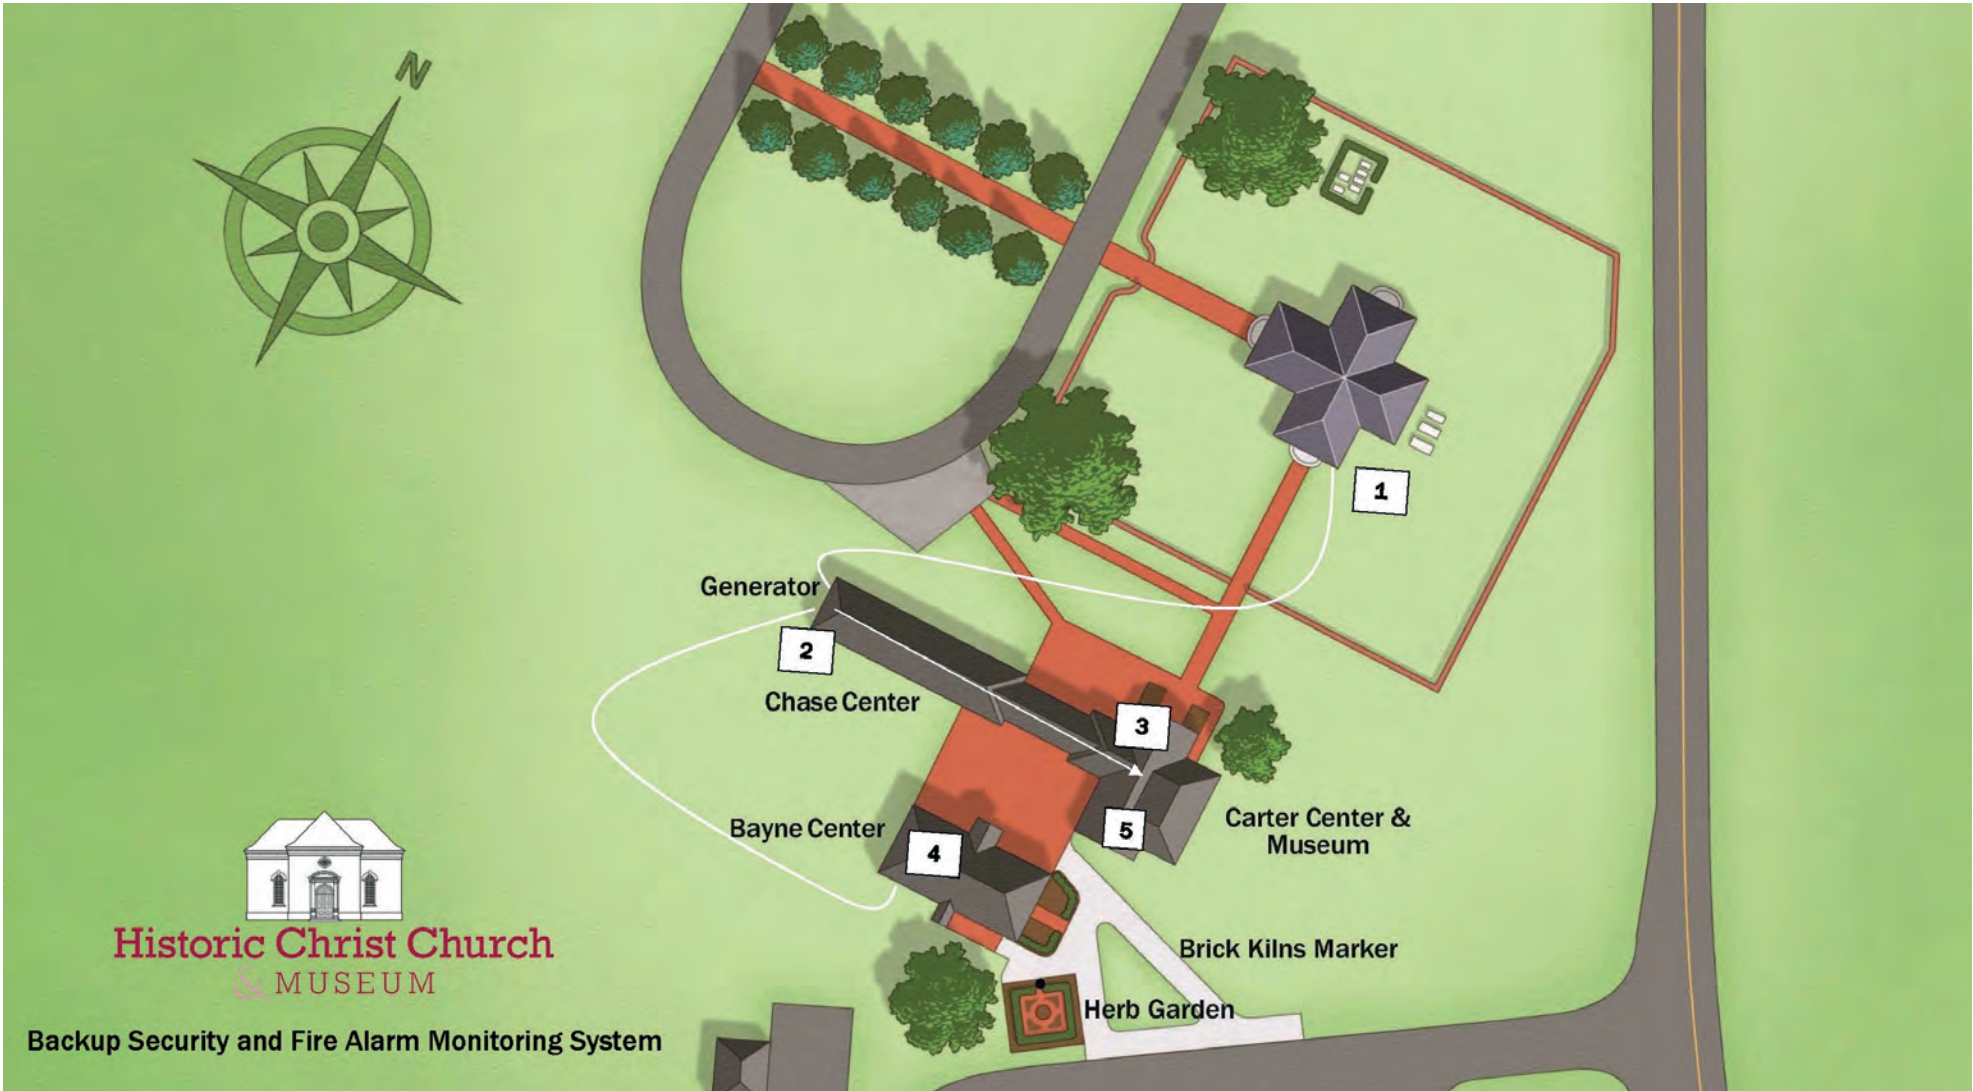 N
1
Generator
2
Chase Center
3
Bayne Center
4
5
Carter Center &
Museum
Brick Kilns Marker
Herb Garden
Historic Christ Church
& MUSEUM
Backup Security and Fire Alarm Monitoring System